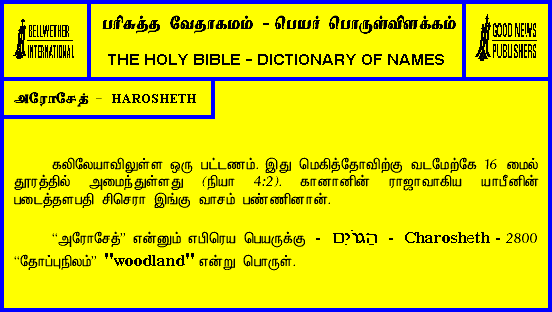 BELLWETHER
INTERNATIONAL
பரிசுத்த வேதாகமம் - பெயர் பொருள்விளக்கம்
THE HOLY BIBLE - DICTIONARY OF NAMES
GOOD NEWS
PUBLISHERS
அரோசேத் - HAROSHETH
கலிலேயாவிலுள்ள ஒரு பட்டணம். இது மெகித்தோவிற்கு வடமேற்கே 16 மைல்
தூரத்தில் அமைந்துள்ளது (நியா 4:2). கானானின் ராஜாவாகிய யாபீனின்
படைத்தளபதி சிசெரா இங்கு வாசம் பண்ணினான்.
“அரோசேத்” என்னும் எபிரெய பெயருக்கு - הַגּוֹיִם - Charosheth - 2800
“தோப்புநிலம்” "woodland" என்று பொருள்.